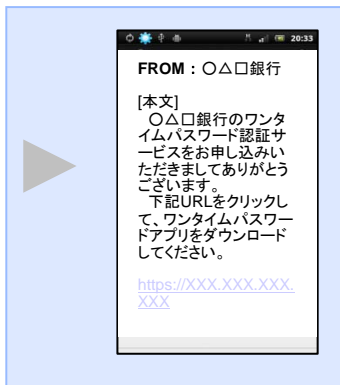 20:33
FROM：〇△□銀行
[本文]
　〇△□銀行のワンタ
イムパスワード認証サ
ービスをお申し込みい
ただきましてありがとう
ございます。
　下記URLをクリックし
て、ワンタイムパスワー
ドアプリをダウンロード
してください。
https://XXX.XXX.XXX.
XXX